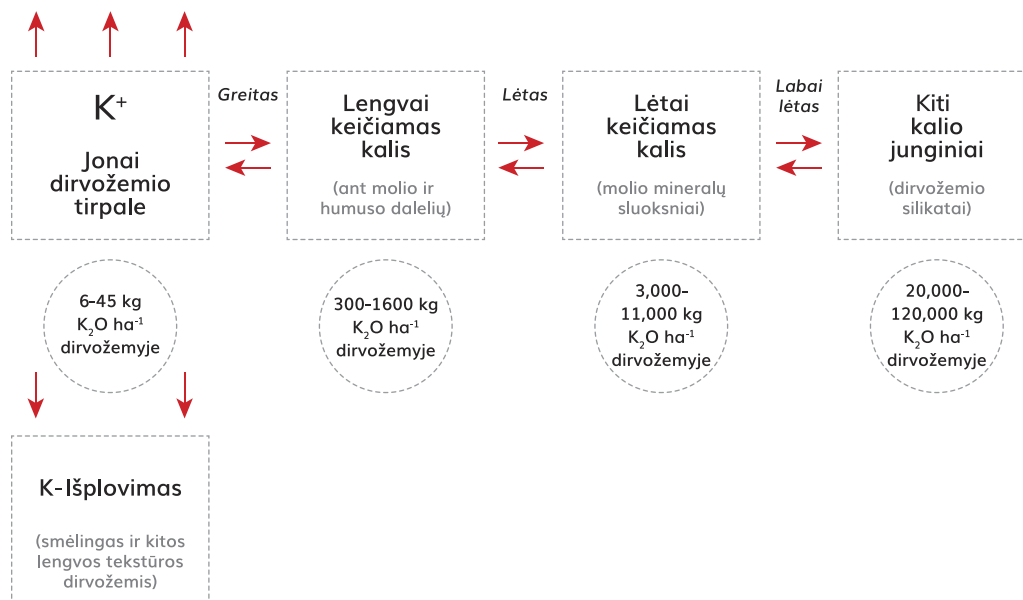 K⁺
Jonai
dirvožemio
tirpale
Greitas
Lengvai
keičiamas
kalis
(ant molio ir
humuso dalelių)
Lėtas
Lėtai
keičiamas
kalis
(molio mineralų
sluoksniai)
Labai
lėtas
Kiti
kalio
junginiai
(dirvožemio
silikatai)
6–45 kg
K₂O ha⁻¹
dirvožemyje
300–1600 kg
K₂O ha⁻¹
dirvožemyje
3,000–
11,000 kg
K₂O ha⁻¹
dirvožemyje
20,000–
120,000 kg
K₂O ha⁻¹
dirvožemyje
K-Išplovimas
(smėlingas ir kitos
lengvos tekstūros
dirvožemis)